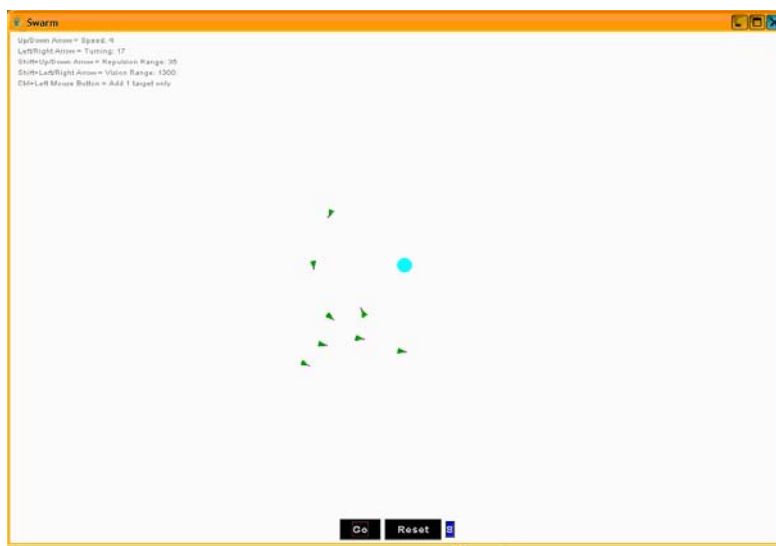 Swarm
Up/Down Arrow = Speed: 4
Left/Right Arrow = Turning: 17
Shift+Up/Down Arrow = Repulsion Range: 35
Shift+Left/Right Arrow = Vision Range: 1300
Ctrl+Left Mouse Button = Add 1 target only
Go Reset 8